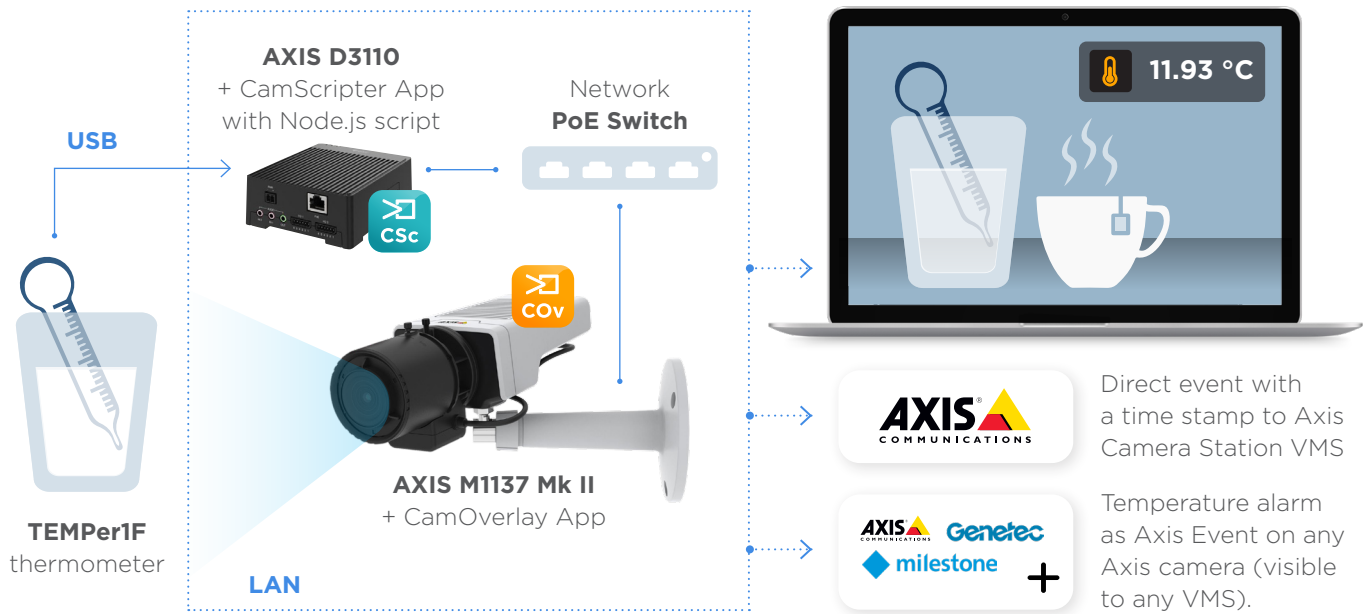 AXIS D3110
+ CamScripter App
with Node.js script
USB
Network
PoE Switch
CSc
COv
AXIS M1137 Mk II
+ CamOverlay App
TEMPer1F
thermometer
LAN
11.93 °C
AXIS
COMMUNICATIONS
Direct event with
a time stamp to Axis
Camera Station VMS
AXIS
COMMUNICATIONS
Genetec
milestone
+
Temperature alarm
as Axis Event on any
Axis camera (visible
to any VMS).